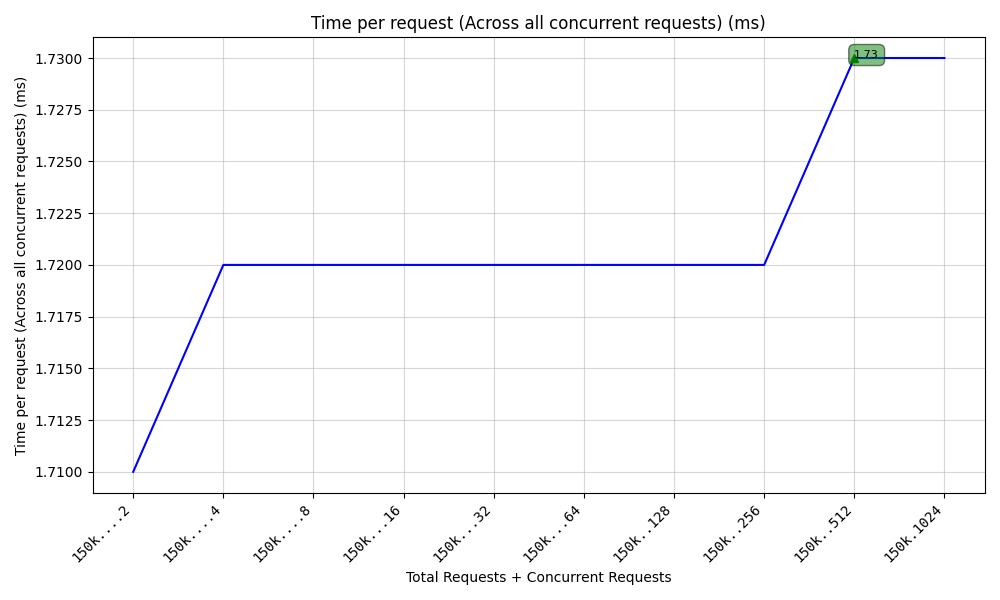 Time per request (Across all concurrent requests) (ms)
Time per request (Across all concurrent requests) (ms)
1.7300
1.7275
1.7250
1.7225
1.7200
1.7175
1.7150
1.7125
1.7100
1.73
150k....2
150k....4
150k....8
150k...16
150k...32
150k...64
150k..128
150k..256
150k..512
150k.1024
Total Requests + Concurrent Requests